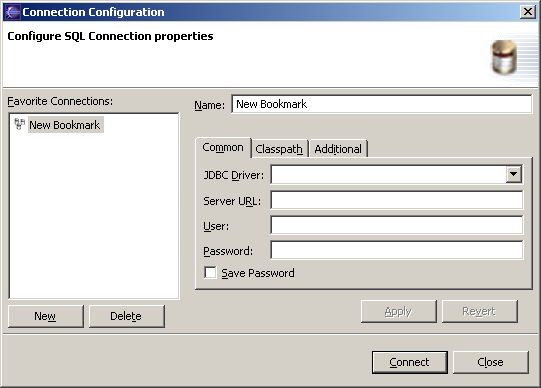 Connection Configuration
Configure SQL Connection properties
Favorite Connections:
New Bookmark
New
Delete
Name: New Bookmark
Common Classpath Additional
JDBC Driver:
Server URL:
User:
Password:
Save Password
Apply Revert
Connect Close